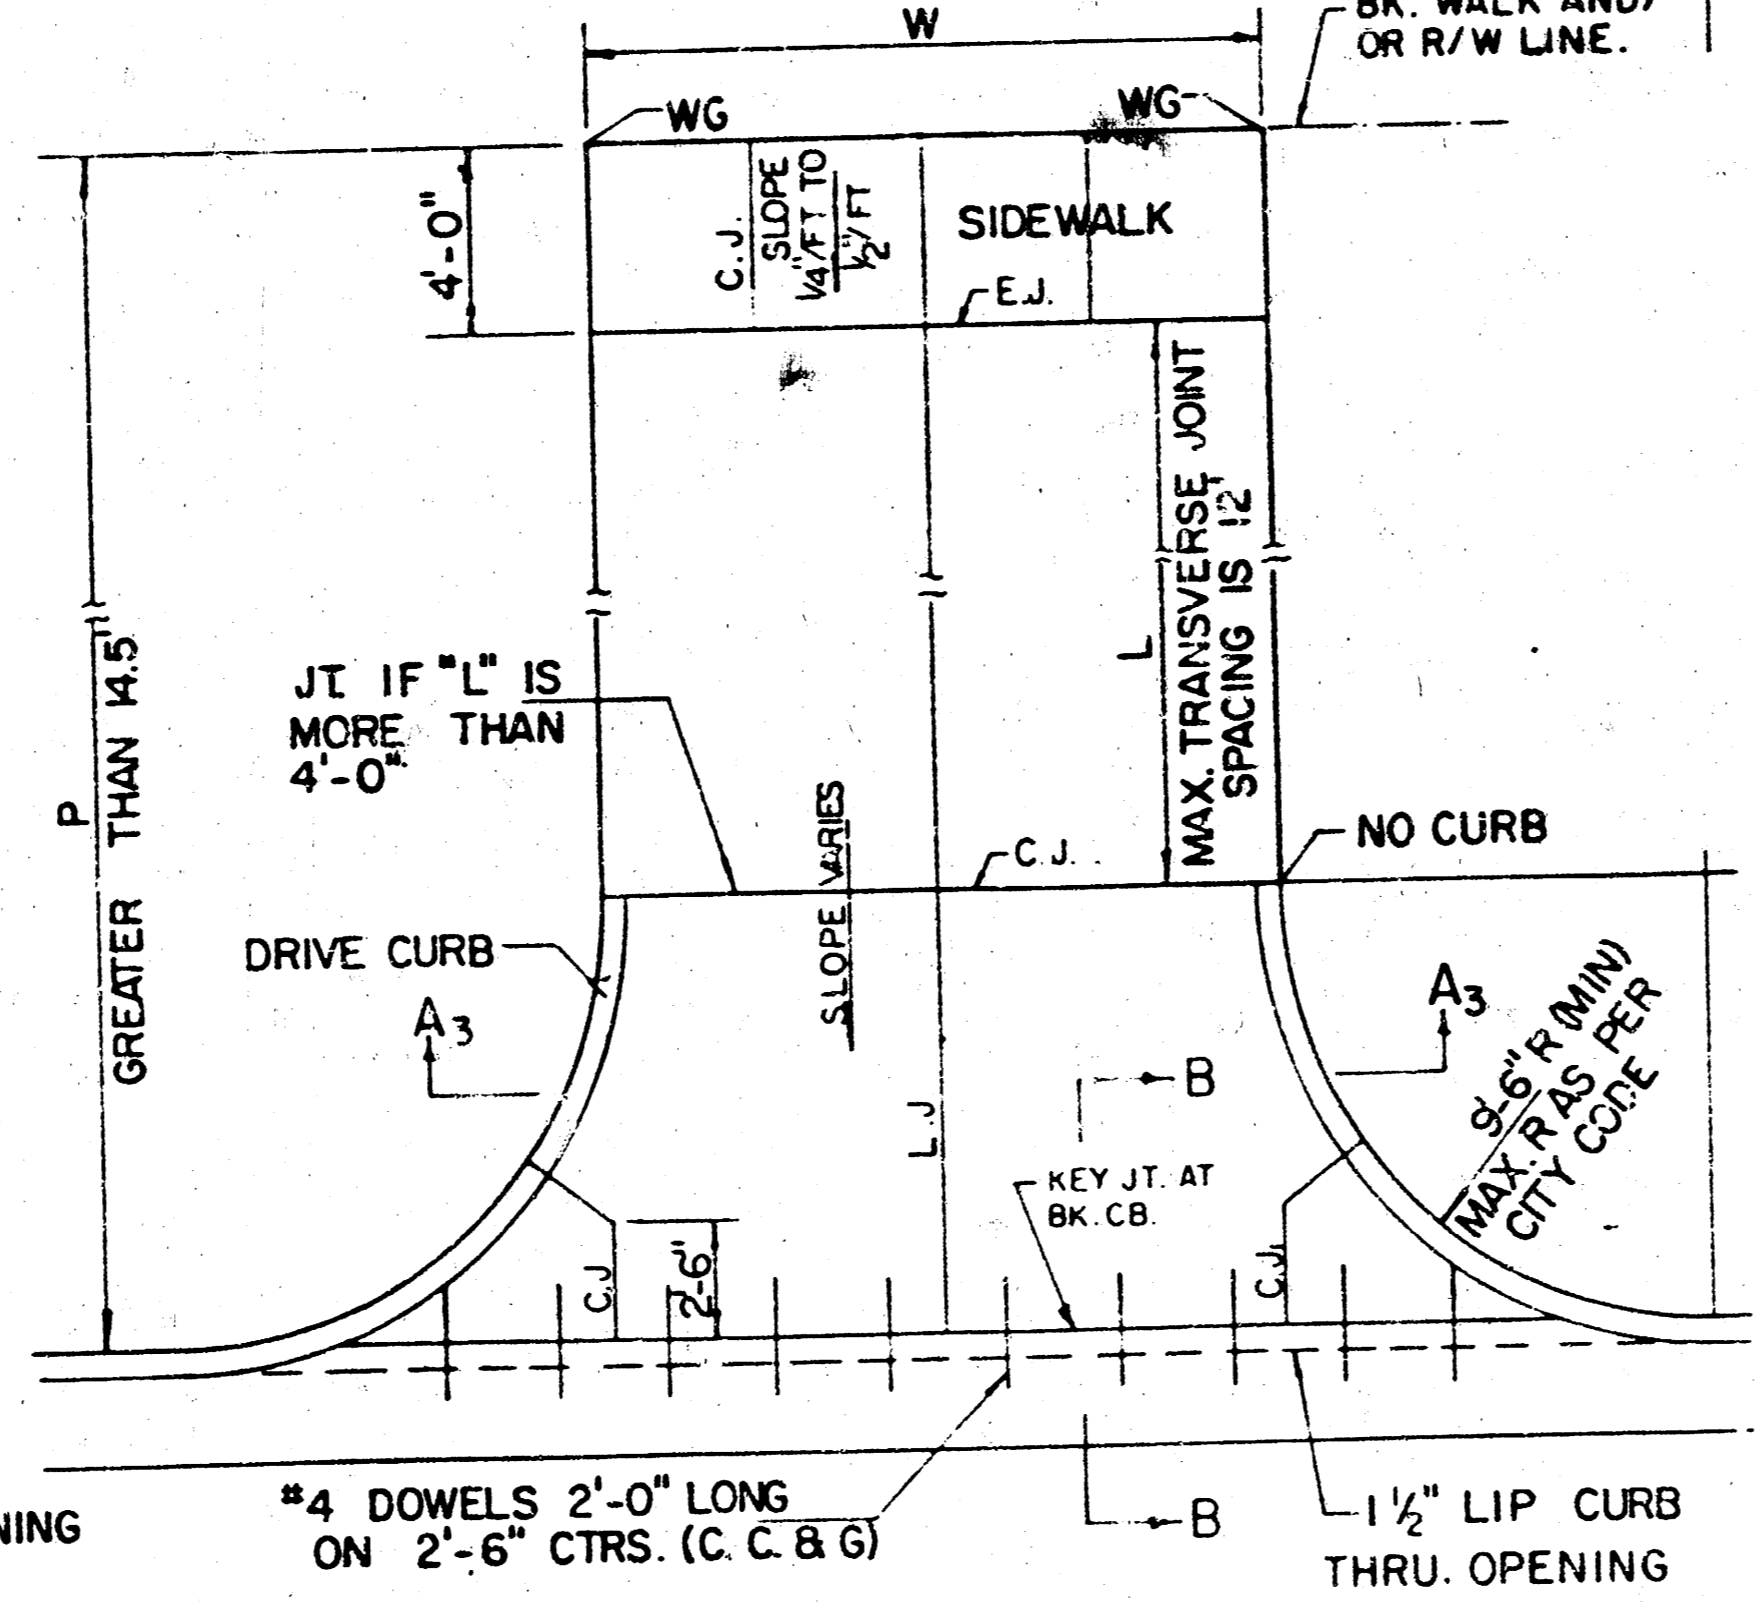 W
BK. WALK AND/
OR R/W LINE.
WG
WG
4'-0"
C.J.
SLOPE
1/4"/FT TO
1/2"/FT
SIDEWALK
E.J.
P
GREATER THAN 14.5'
JT. IF "L" IS
MORE THAN
4'-0"
L
MAX. TRANSVERSE JOINT
SPACING IS 12'
SLOPE VARIES
C.J.
NO CURB
DRIVE CURB
A3
A3
9'-6" R (MIN)
MAX. R AS PER
CITY CODE
B
L.J
KEY JT. AT
BK. CB.
C.J
2'-6"
C.J.
#4 DOWELS 2'-0" LONG
ON 2'-6" CTRS. (C. C. & G)
B
1 1/2" LIP CURB
THRU. OPENING
NING